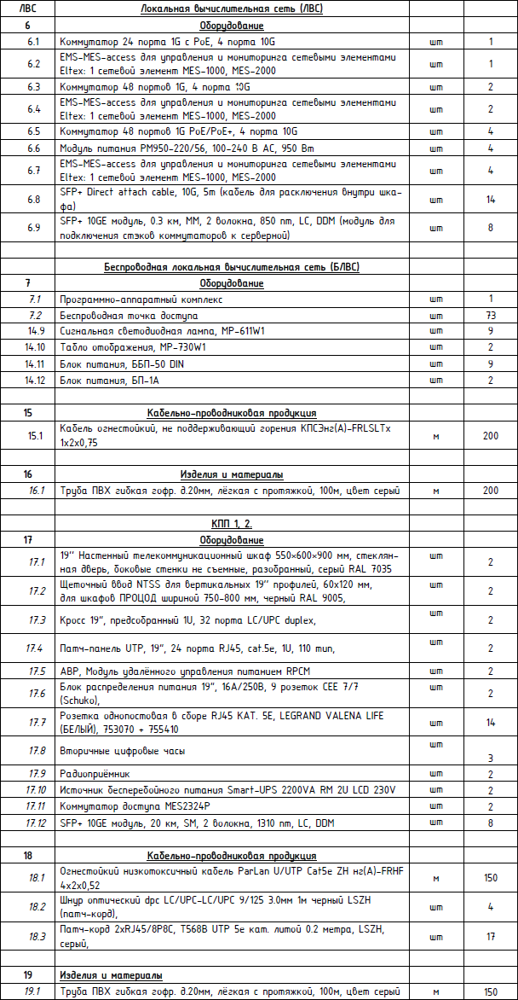 ЛВС Локальная вычислительная сеть (ЛВС)
6 Оборудование
6.1 Коммутатор 24 порта 1G с PoE, 4 порта 10G шт 1
6.2 EMS-MES-access для управления и мониторинга сетевыми элементами
Eltex: 1 сетевой элемент MES-1000, MES-2000 шт 1
6.3 Коммутатор 48 портов 1G, 4 порта 10G шт 2
6.4 EMS-MES-access для управления и мониторинга сетевыми элементами
Eltex: 1 сетевой элемент MES-1000, MES-2000 шт 2
6.5 Коммутатор 48 портов 1G PoE/PoE+, 4 порта 10G шт 4
6.6 Модуль питания PM950-220/56, 100-240 В AC, 950 Вт шт 4
6.7 EMS-MES-access для управления и мониторинга сетевыми элементами
Eltex: 1 сетевой элемент MES-1000, MES-2000 шт 4
6.8 SFP+ Direct attach cable, 10G, 5m (кабель для расключения внутри шка-
фа) шт 14
6.9 SFP+ 10GE модуль, 0.3 км, MM, 2 волокна, 850 nm, LC, DDM (модуль для
подключения стэков коммутаторов к серверной) шт 8
Беспроводная локальная вычислительная сеть (БЛВС)
7 Оборудование
7.1 Программно-аппаратный комплекс шт 1
7.2 Беспроводная точка доступа шт 73
14.9 Сигнальная светодиодная лампа, MP-611W1 шт 9
14.10 Табло отображения, MP-730W1 шт 2
14.11 Блок питания, ББП-50 DIN шт 9
14.12 Блок питания, БП-1А шт 2
15 Кабельно-проводниковая продукция
15.1 Кабель огнестойкий, не поддерживающий горения КПСЭнг(А)-FRLSLTx
1x2x0,75 м 200
16 Изделия и материалы
16.1 Труба ПВХ гибкая гофр. д.20мм, лёгкая с протяжкой, 100м, цвет серый м 200
КПП 1, 2.
17 Оборудование
17.1 19'' Настенный телекоммуникационный шкаф 550×600×900 мм, стеклян-
ная дверь, боковые стенки не съемные, разобранный, серый RAL 7035 шт 2
17.2 Щеточный ввод NTSS для вертикальных 19'' профилей, 60x120 мм,
для шкафов ПРОЦОД шириной 750-800 мм, черный RAL 9005, шт 2
17.3 Кросс 19", предсобранный 1U, 32 порта LC/UPC duplex, шт 2
17.4 Патч-панель UTP, 19", 24 порта RJ45, cat.5e, 1U, 110 тип, шт 2
17.5 АВР, Модуль удалённого управления питанием RPCM шт 2
17.6 Блок распределения питания 19", 16A/250В, 9 розеток CEE 7/7
(Schuko), шт 2
17.7 Розетка однопостовая в сборе RJ45 КАТ. 5E, LEGRAND VALENA LIFE
(БЕЛЫЙ), 753070 + 755410 шт 14
17.8 Вторичные цифровые часы шт 3
17.9 Радиоприёмник шт 2
17.10 Источник бесперебойного питания Smart-UPS 2200VA RM 2U LCD 230V шт 2
17.11 Коммутатор доступа MES2324P шт 2
17.12 SFP+ 10GE модуль, 20 км, SM, 2 волокна, 1310 nm, LC, DDM шт 8
18 Кабельно-проводниковая продукция
18.1 Огнестойкий низкотоксичный кабель ParLan U/UTP Cat5e ZH нг(А)-FRHF
4x2x0,52 м 150
18.2 Шнур оптический dpc LC/UPC-LC/UPC 9/125 3.0мм 1м черный LSZH
(патч-корд), шт 4
18.3 Патч-корд 2xRJ45/8P8C, T568B UTP 5e кат. литой 0.2 метра, LSZH,
серый, шт 17
19 Изделия и материалы
19.1 Труба ПВХ гибкая гофр. д.20мм, лёгкая с протяжкой, 100м, цвет серый м 150